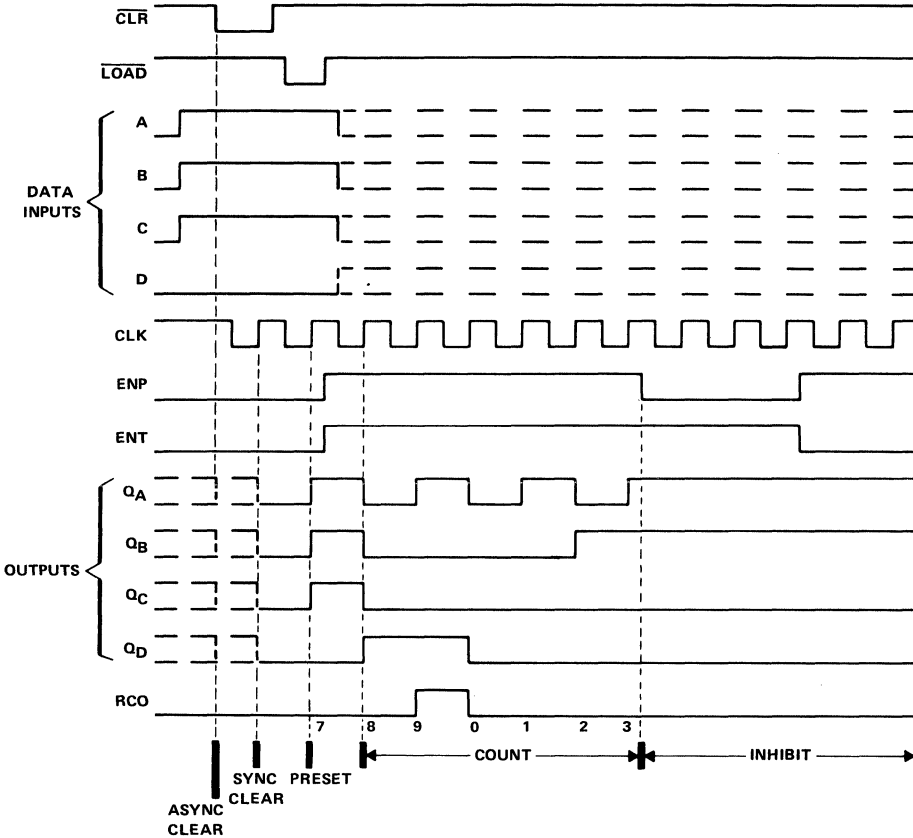 CLR
LOAD
A
B
DATA
INPUTS
C
D
CLK
ENP
ENT
QA
QB
OUTPUTS
QC
QD
RCO
7 8 9 0 1 2 3
COUNT INHIBIT
SYNC PRESET
CLEAR
ASYNC
CLEAR